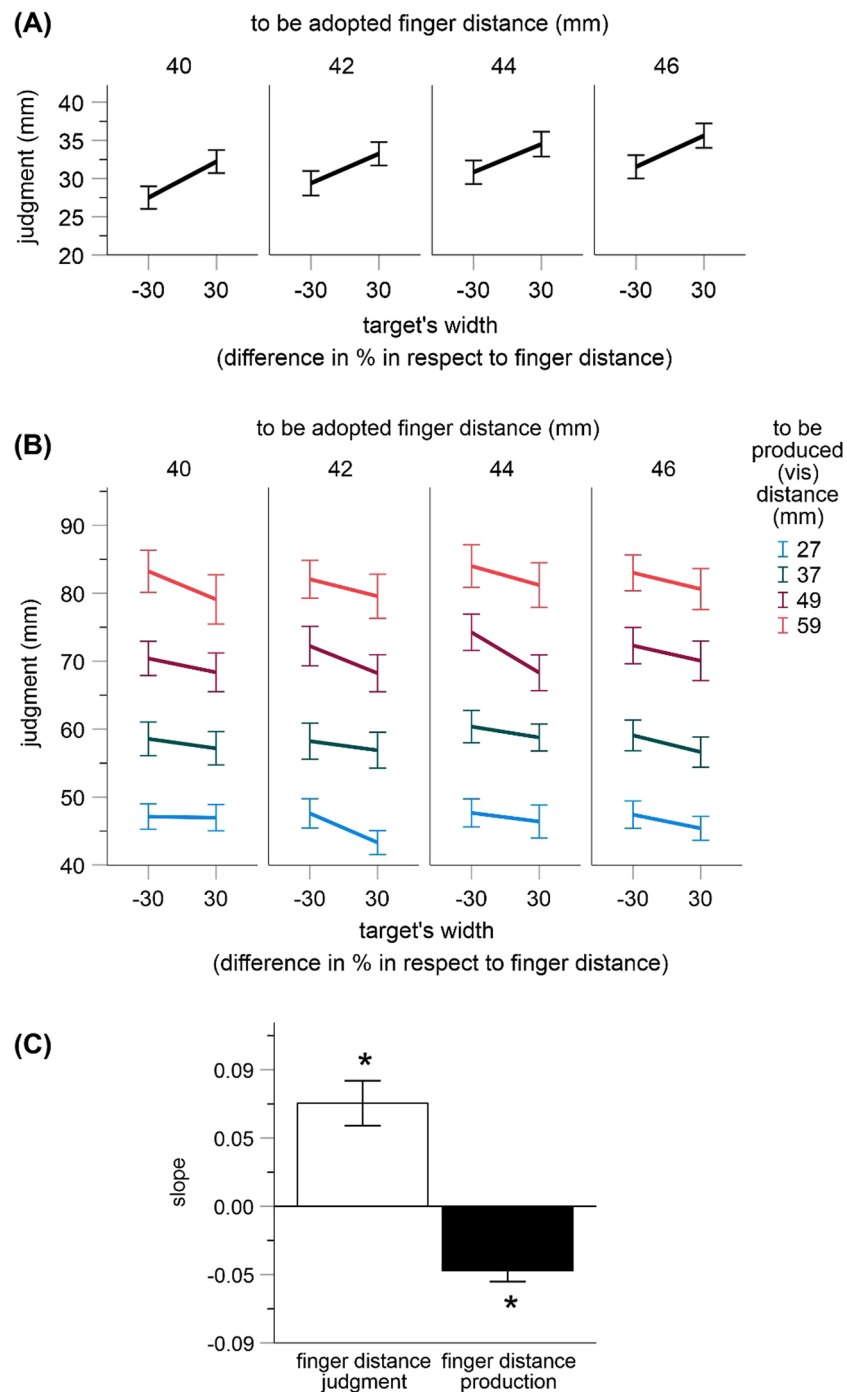 (A)
to be adopted finger distance (mm)
40 42 44 46
judgment (mm)
40
35
30
25
20
-30 30 -30 30 -30 30 -30 30
target's width
(difference in % in respect to finger distance)
(B)
to be adopted finger distance (mm)
40 42 44 46
to be
produced
(vis)
distance
(mm)
27
37
49
59
judgment (mm)
90
80
70
60
50
40
-30 30 -30 30 -30 30 -30 30
target's width
(difference in % in respect to finger distance)
(C)
slope
0.09
0.05
0.00
-0.05
-0.09
*
*
finger distance finger distance
judgment production